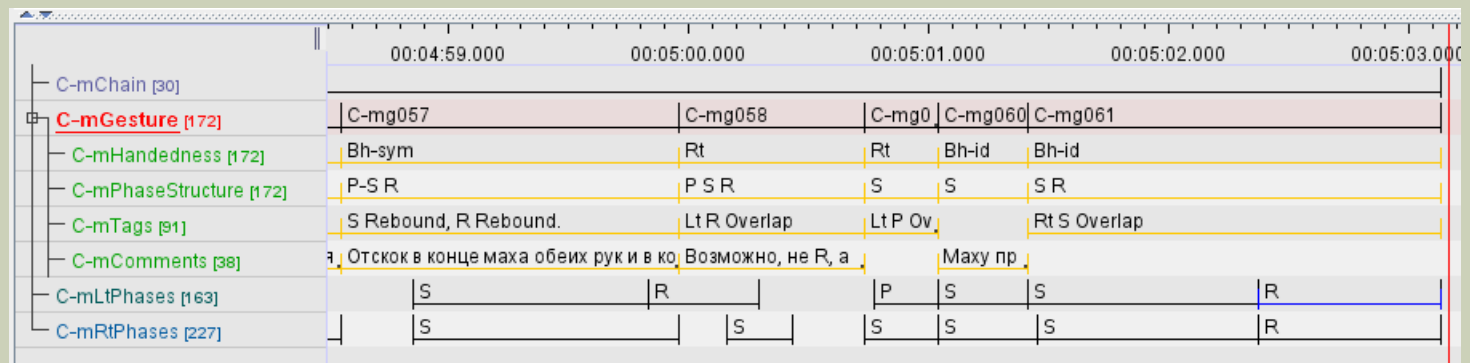 00:04:59.000 00:05:00.000 00:05:01.000 00:05:02.000 00:05:03.000
C-mChain [30]
C-mGesture [172] C-mg057 C-mg058 C-mg0 C-mg060 C-mg061
C-mHandedness [172] Bh-sym Rt Rt Bh-id Bh-id
C-mPhaseStructure [172] P-S R P S R S S S R
C-mTags [91] S Rebound, R Rebound. Lt R Overlap Lt P Ov Rt S Overlap
C-mComments [38] Отскок в конце маха обеих рук и в ко Возможно, не R, а Маху пр
C-mLtPhases [163] S R P S S R
C-mRtPhases [227] S S S S S R